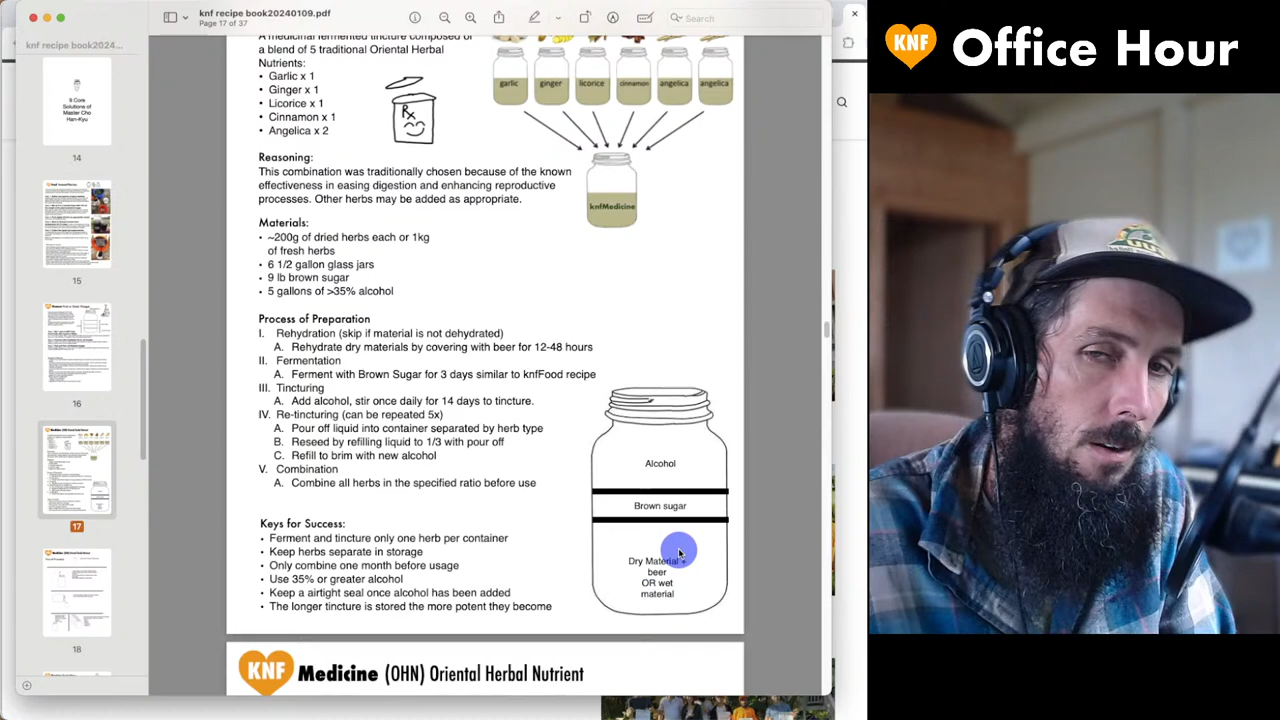 knf recipe book20240109.pdf
Page 17 of 37
Search
KNF Office Hour
knf recipe book2024...
9 Core
Solutions of
Master Cho
Han-Kyu
14
15
16
17
18
A medicinal fermented tincture composed of
a blend of 5 traditional Oriental Herbal
Nutrients:
• Garlic x 1
• Ginger x 1
• Licorice x 1
• Cinnamon x 1
• Angelica x 2
Rx
garlic ginger licorice cinnamon angelica angelica
knfMedicine
Reasoning:
This combination was traditionally chosen because of the known
effectiveness in easing digestion and enhancing reproductive
processes. Other herbs may be added as appropriate.
Materials:
• ~200g of dried herbs each or 1kg
of fresh herbs
• 6 1/2 gallon glass jars
• 9 lb brown sugar
• 5 gallons of >35% alcohol
Process of Preparation
I. Rehydration (skip if material is not dehydrated)
A. Rehydrate dry materials by covering with beer for 12-48 hours
II. Fermentation
A. Ferment with Brown Sugar for 3 days similar to knfFood recipe
III. Tincturing
A. Add alcohol, stir once daily for 14 days to tincture.
IV. Re-tincturing (can be repeated 5x)
A. Pour off liquid into container separated by herb type
B. Reseed by refilling liquid to 1/3 with pour off
C. Refill to brim with new alcohol
V. Combination
A. Combine all herbs in the specified ratio before use
Keys for Success:
• Ferment and tincture only one herb per container
• Keep herbs separate in storage
• Only combine one month before usage
• Use 35% or greater alcohol
• Keep a airtight seal once alcohol has been added
• The longer tincture is stored the more potent they become
Alcohol
Brown sugar
Dry Material +
beer
OR wet
material
KNF Medicine (OHN) Oriental Herbal Nutrient